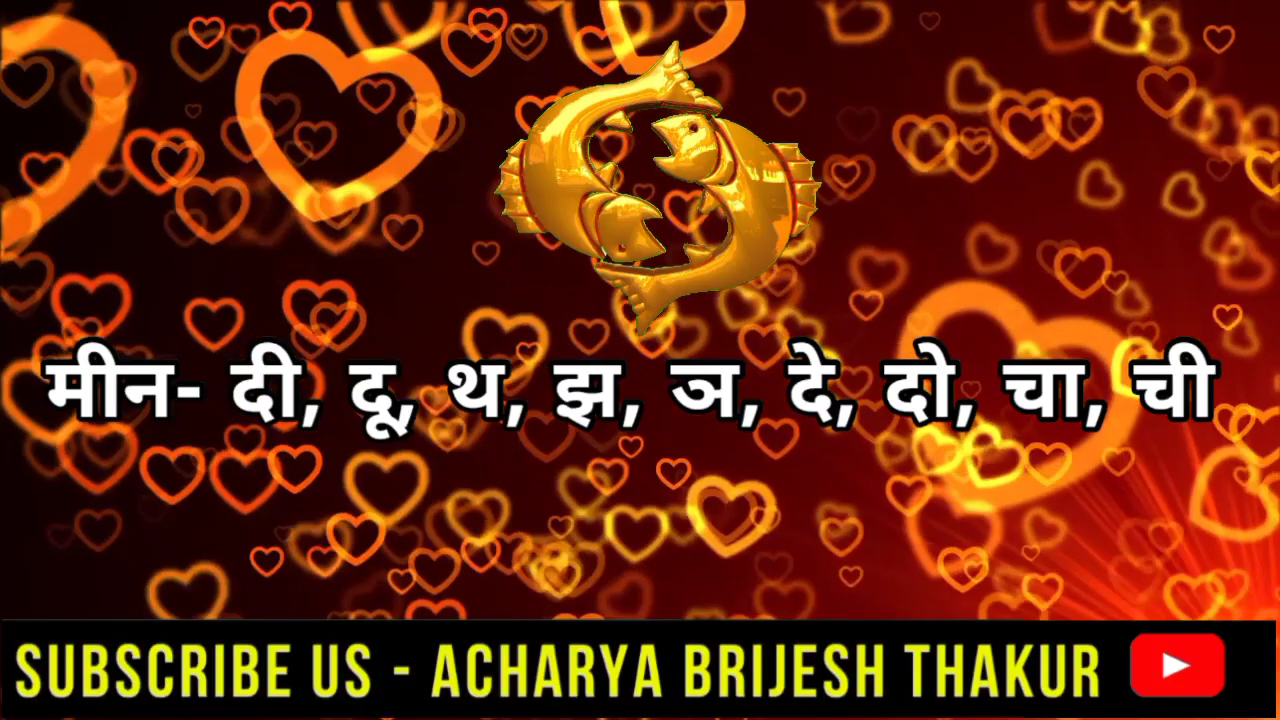 मीन- दी, दू, थ, झ, ञ, दे, दो, चा, ची
SUBSCRIBE US - ACHARYA BRIJESH THAKUR